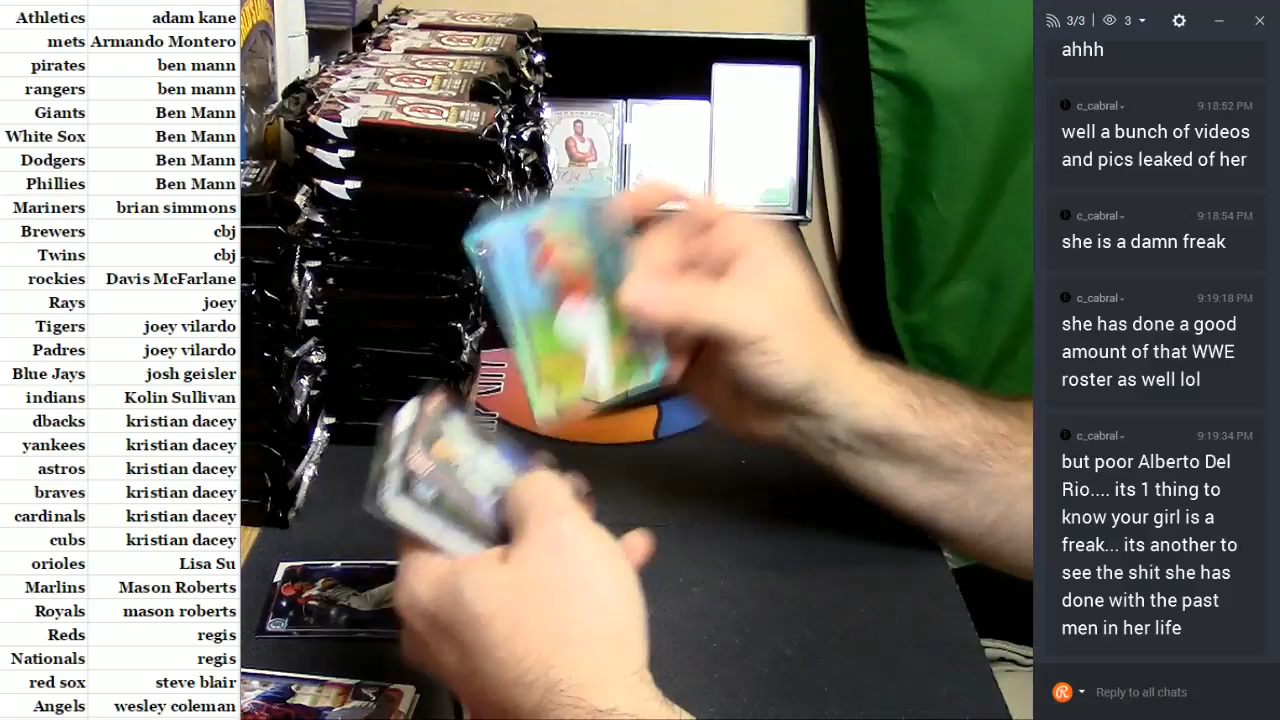 Athletics adam kane
mets Armando Montero
pirates ben mann
rangers ben mann
Giants Ben Mann
White Sox Ben Mann
Dodgers Ben Mann
Phillies Ben Mann
Mariners brian simmons
Brewers cbj
Twins cbj
rockies Davis McFarlane
Rays joey
Tigers joey vilardo
Padres joey vilardo
Blue Jays josh geisler
indians Kolin Sullivan
dbacks kristian dacey
yankees kristian dacey
astros kristian dacey
braves kristian dacey
cardinals kristian dacey
cubs kristian dacey
orioles Lisa Su
Marlins Mason Roberts
Royals mason roberts
Reds regis
Nationals regis
red sox steve blair
Angels wesley coleman
3/3 3
ahhh
c_cabral 9:18:52 PM
well a bunch of videos
and pics leaked of her
c_cabral 9:18:54 PM
she is a damn freak
c_cabral 9:19:18 PM
she has done a good
amount of that WWE
roster as well lol
c_cabral 9:19:34 PM
but poor Alberto Del
Rio.... its 1 thing to
know your girl is a
freak... its another to
see the shit she has
done with the past
men in her life
Reply to all chats